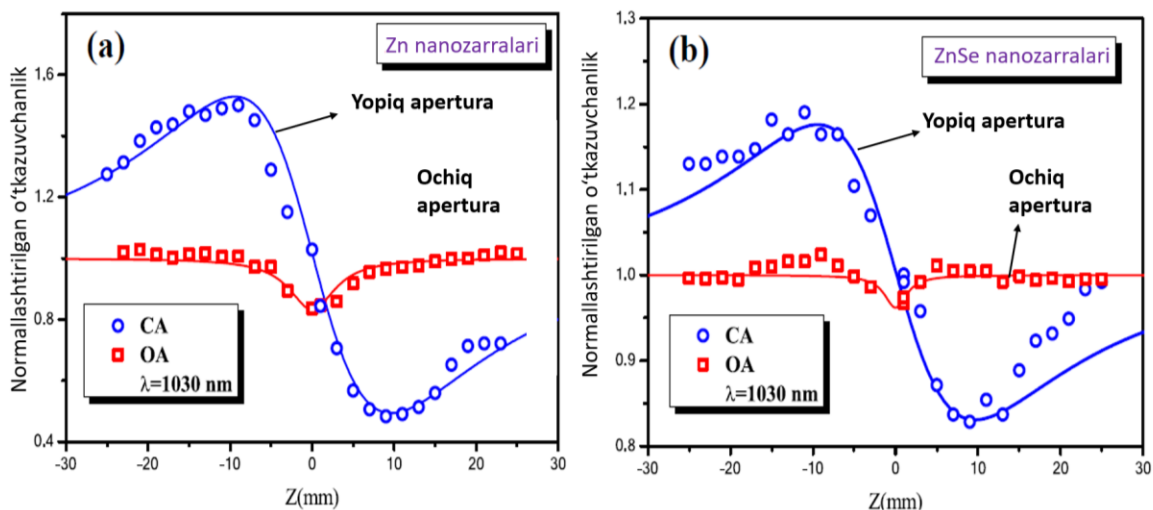 (a)
Zn nanozarralari
Normallashtirilgan o‘tkazuvchanlik
1,6
1.2
0.8
0.4
Yopiq apertura
Ochiq
apertura
CA
OA
λ=1030 nm
-30
-20
-10
0
10
20
30
Z(mm)
(b)
ZnSe nanozarralari
Normallashtirilgan o‘tkazuvchanlik
1,3
1,2
1,1
1.0
0.9
0.8
Yopiq apertura
Ochiq
apertura
CA
OA
λ=1030 nm
-30
-20
-10
0
10
20
30
Z(mm)